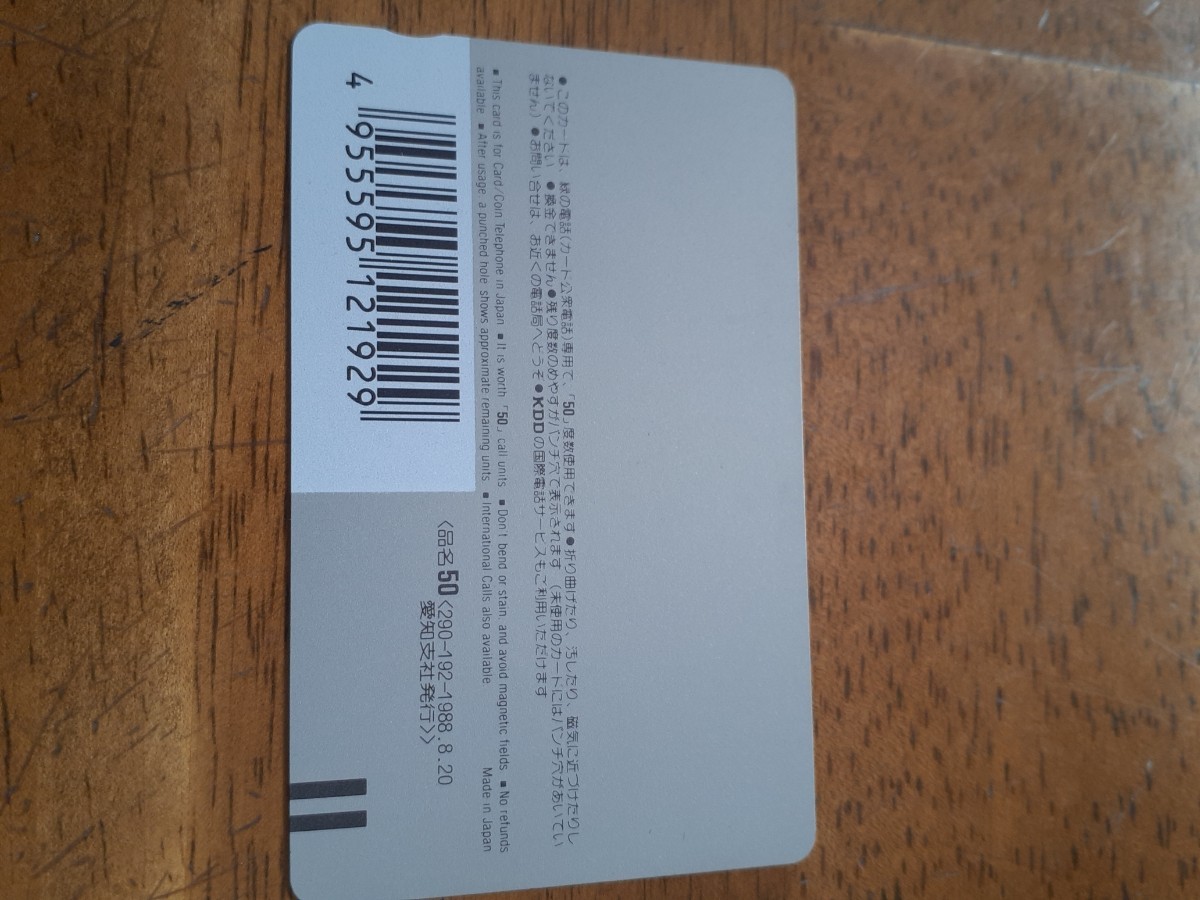 ●このカードは、緑の電話(カード公衆電話)専用で、「50」度数使用できます●折り曲げたり、汚したり、磁気に近づけたりし
ないでください ●換金できません●残り度数のめやすがパンチ穴で表示されます (未使用のカードにはパンチ穴があいてい
ません) ●お問い合せは、お近くの電話局へどうぞ●KDDの国際電話サービスもご利用いただけます
■ This card is for Card/Coin Telephone in Japan ■ It is worth 「50」 call units ■ Don't bend or stain and avoid magnetic fields ■ No refunds
available ■ After usage a punched hole shows approximate remaining units ■ International Calls also available Made in Japan
4 955595 121929
〈品名50〈290-192-1988.8.20
愛知支社発行〉〉